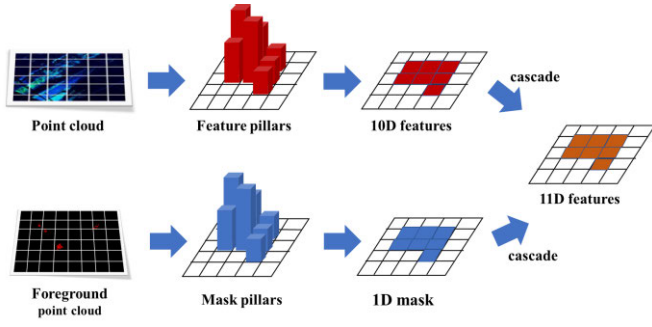 cascade
Point cloud
Feature pillars
10D features
11D features
cascade
Foreground
point cloud
Mask pillars
1D mask